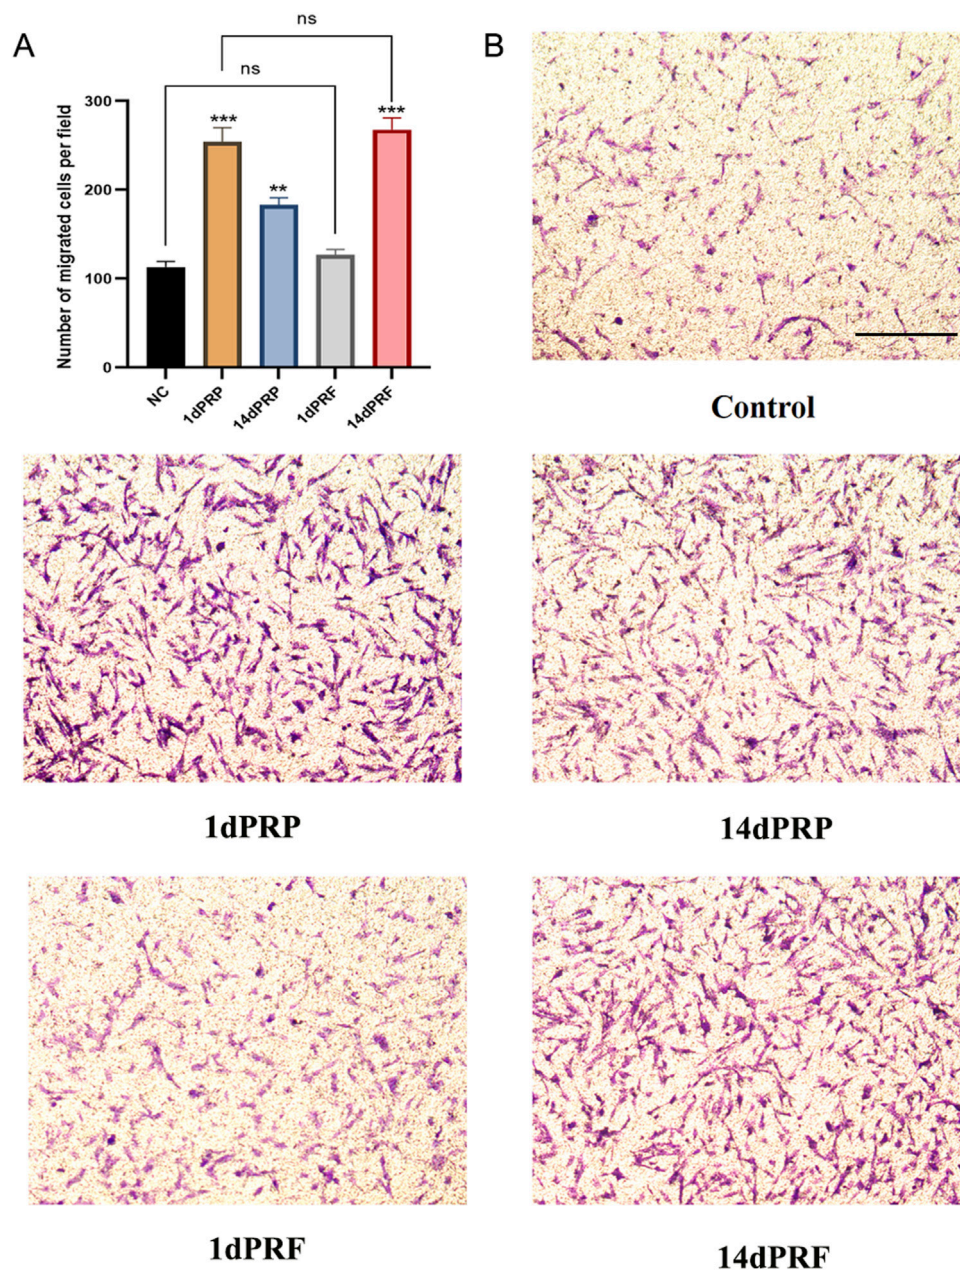 A
ns
ns
Number of migrated cells per field
300
***
***
200
**
100
0
NC
1dPRP
14dPRP
1dPRF
14dPRF
B
Control
1dPRP
14dPRP
1dPRF
14dPRF